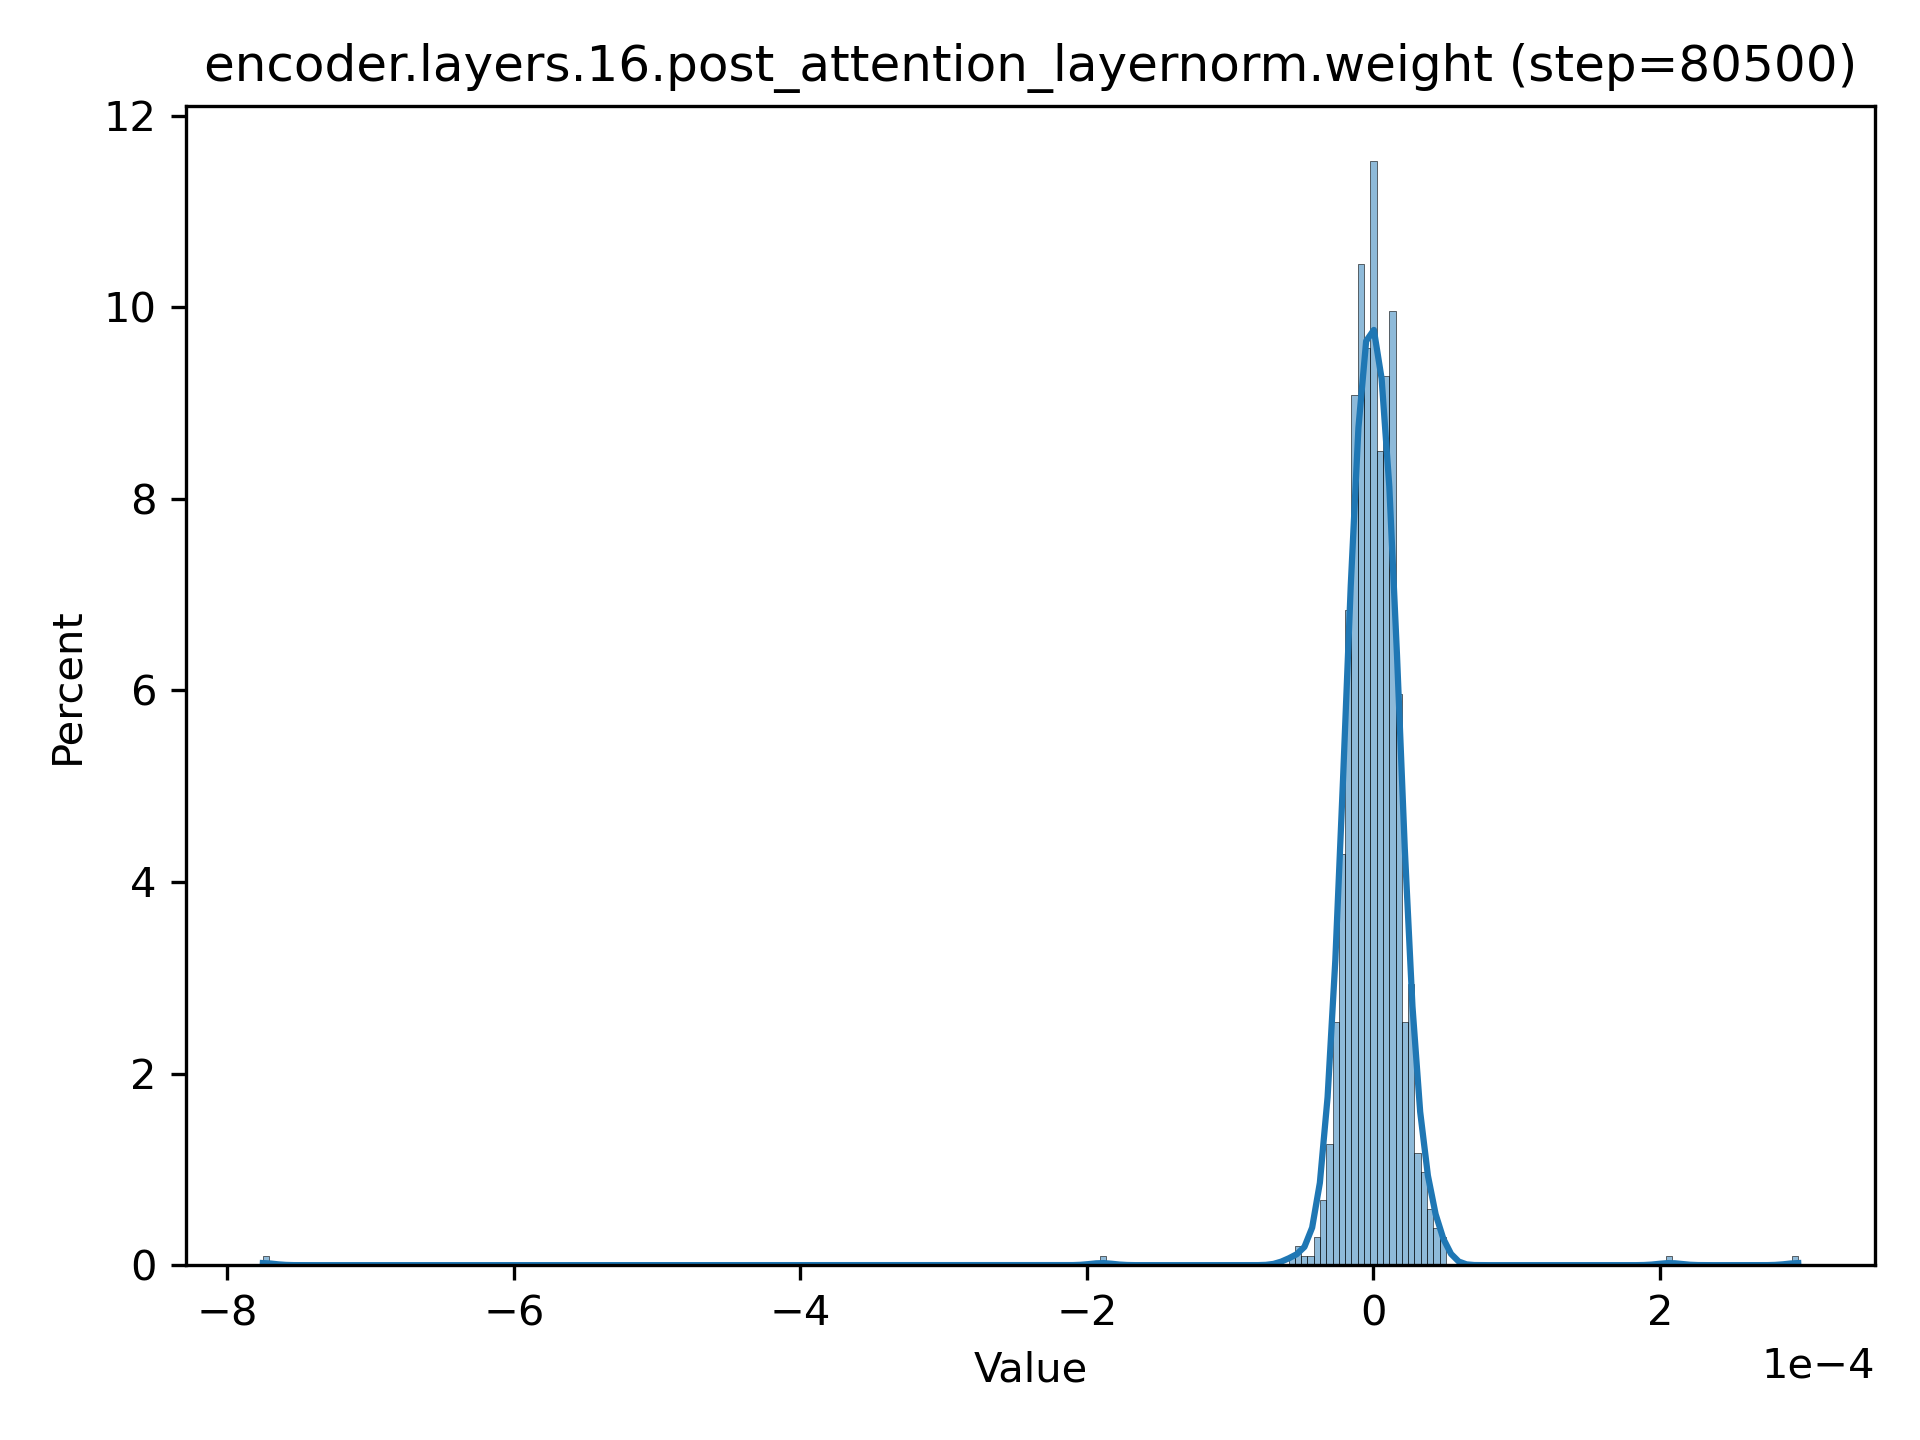 encoder.layers.16.post_attention_layernorm.weight (step=80500)
12
10
8
6
4
2
0
Percent
−8 −6 −4 −2 0 2
Value
1e−4